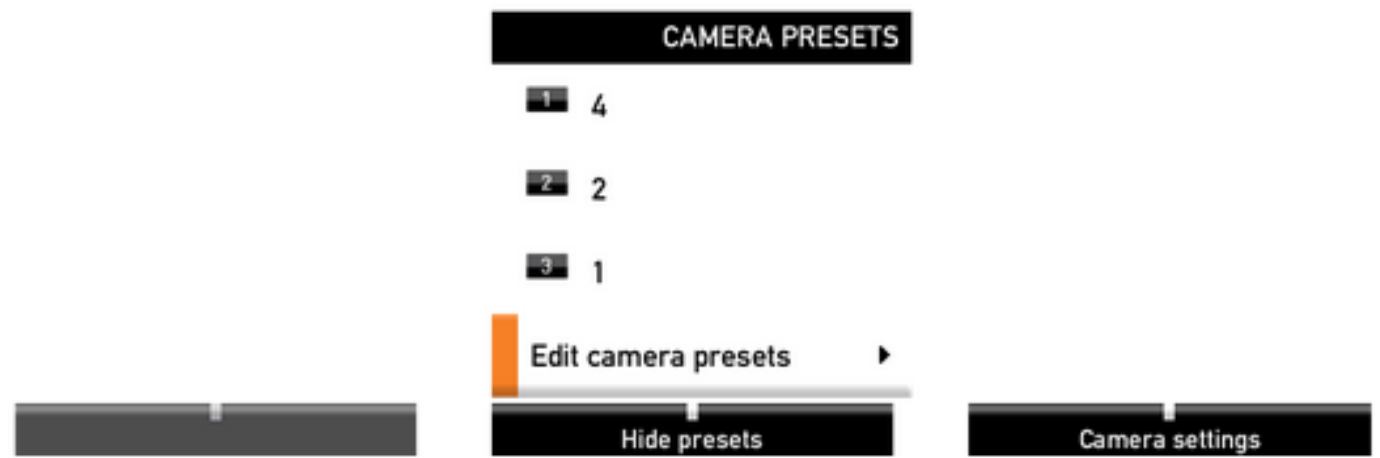 CAMERA PRESETS
1 4
2 2
3 1
Edit camera presets
Hide presets
Camera settings